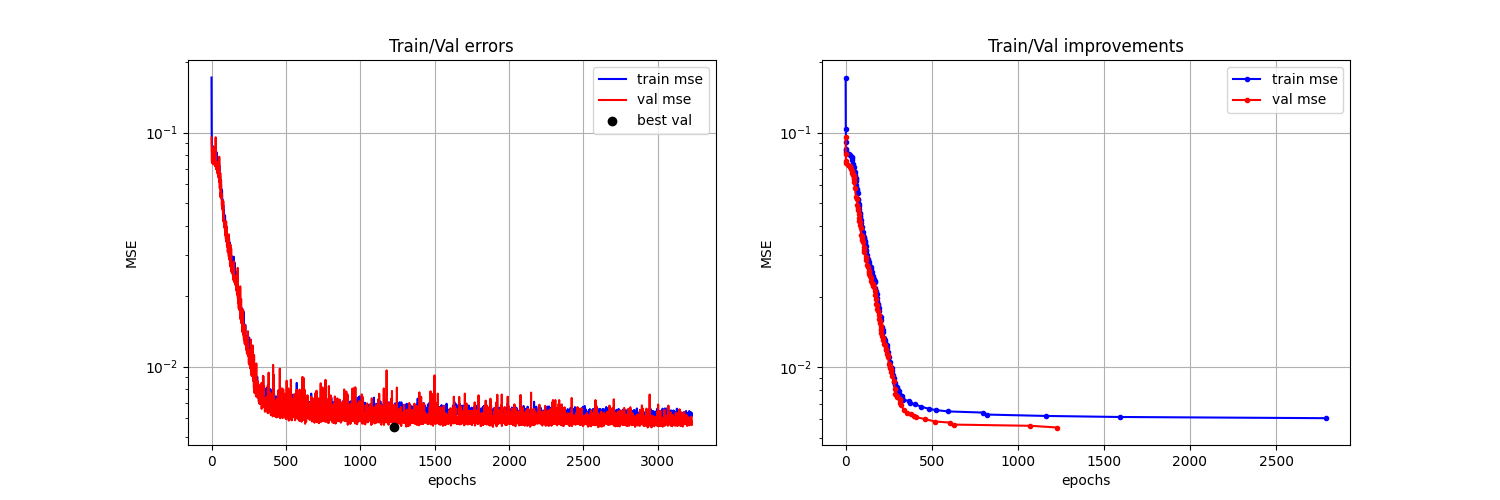 Train/Val errors
train mse
val mse
best val
10⁻¹
10⁻²
MSE
0
500
1000
1500
2000
2500
3000
epochs
Train/Val improvements
train mse
val mse
10⁻¹
10⁻²
MSE
0
500
1000
1500
2000
2500
epochs